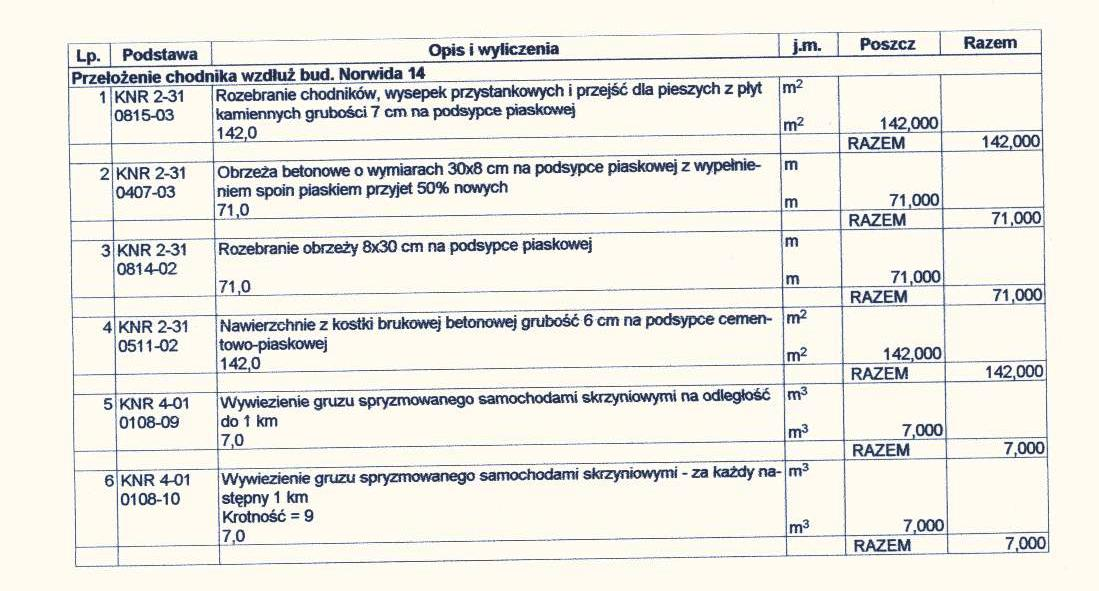 Lp. Podstawa Opis i wyliczenia j.m. Poszcz Razem
Przełożenie chodnika wzdłuż bud. Norwida 14
1 KNR 2-31 Rozebranie chodników, wysepek przystankowych i przejść dla pieszych z płyt m²
0815-03 kamiennych grubości 7 cm na podsypce piaskowej
142,0 m² 142,000
RAZEM 142,000
2 KNR 2-31 Obrzeża betonowe o wymiarach 30x8 cm na podsypce piaskowej z wypełnie- m
0407-03 niem spoin piaskiem przyjet 50% nowych
71,0 m 71,000
RAZEM 71,000
3 KNR 2-31 Rozebranie obrzeży 8x30 cm na podsypce piaskowej m
0814-02
71,0 m 71,000
RAZEM 71,000
4 KNR 2-31 Nawierzchnie z kostki brukowej betonowej grubość 6 cm na podsypce cemen- m²
0511-02 towo-piaskowej
142,0 m² 142,000
RAZEM 142,000
5 KNR 4-01 Wywiezienie gruzu spryzmowanego samochodami skrzyniowymi na odległość m³
0108-09 do 1 km
7,0 m³ 7,000
RAZEM 7,000
6 KNR 4-01 Wywiezienie gruzu spryzmowanego samochodami skrzyniowymi - za każdy na- m³
0108-10 stępny 1 km
Krotność = 9
7,0 m³ 7,000
RAZEM 7,000